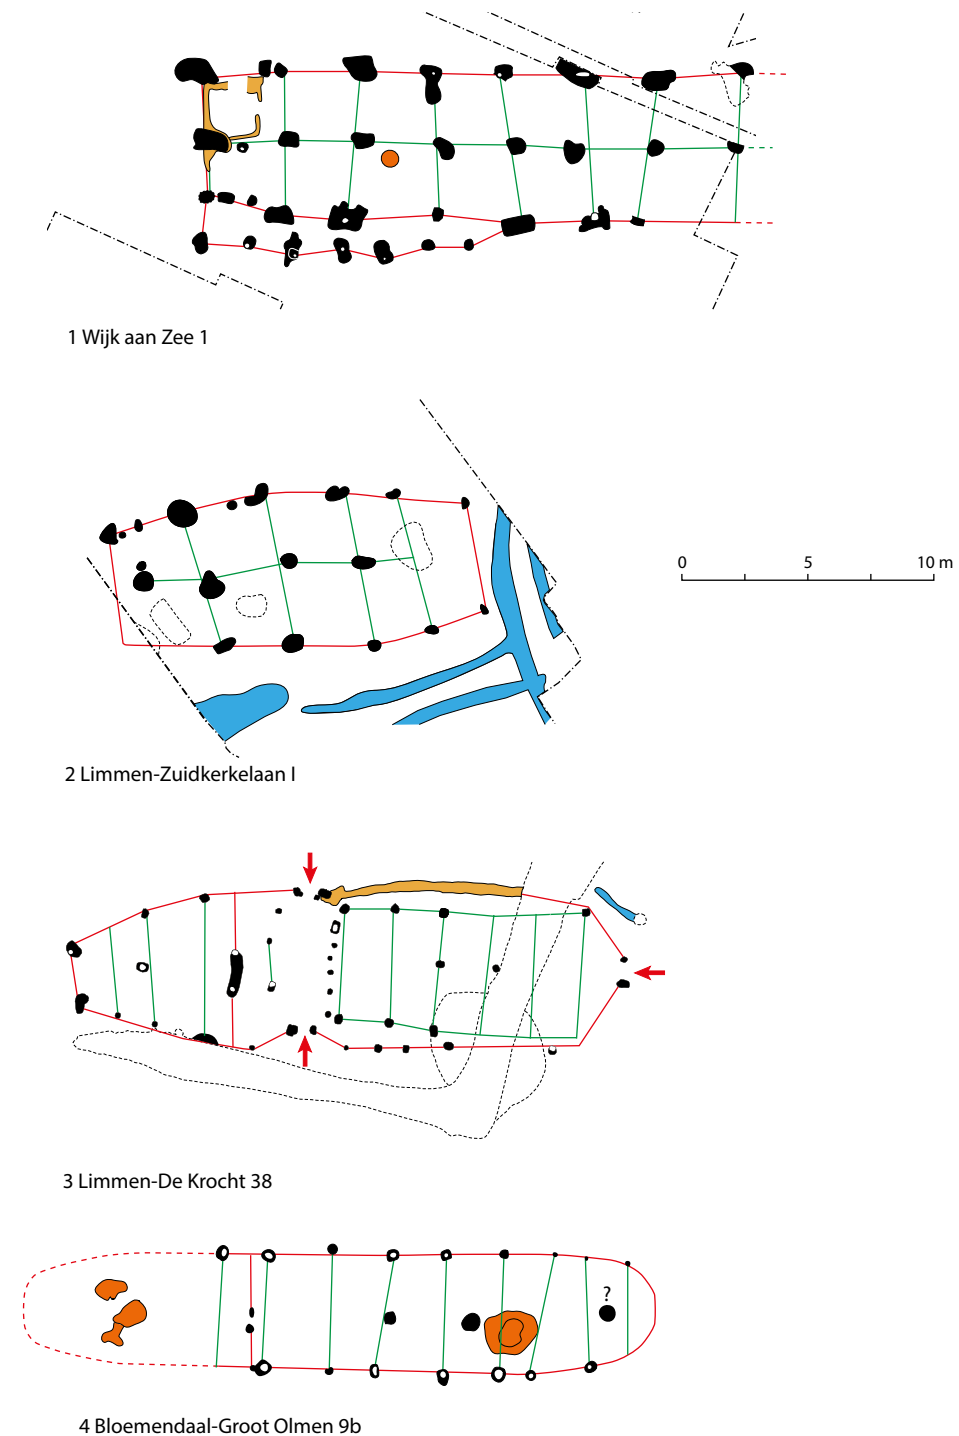 1 Wijk aan Zee 1
0 5 10 m
2 Limmen-Zuidkerkelaan I
3 Limmen-De Krocht 38
?
4 Bloemendaal-Groot Olmen 9b